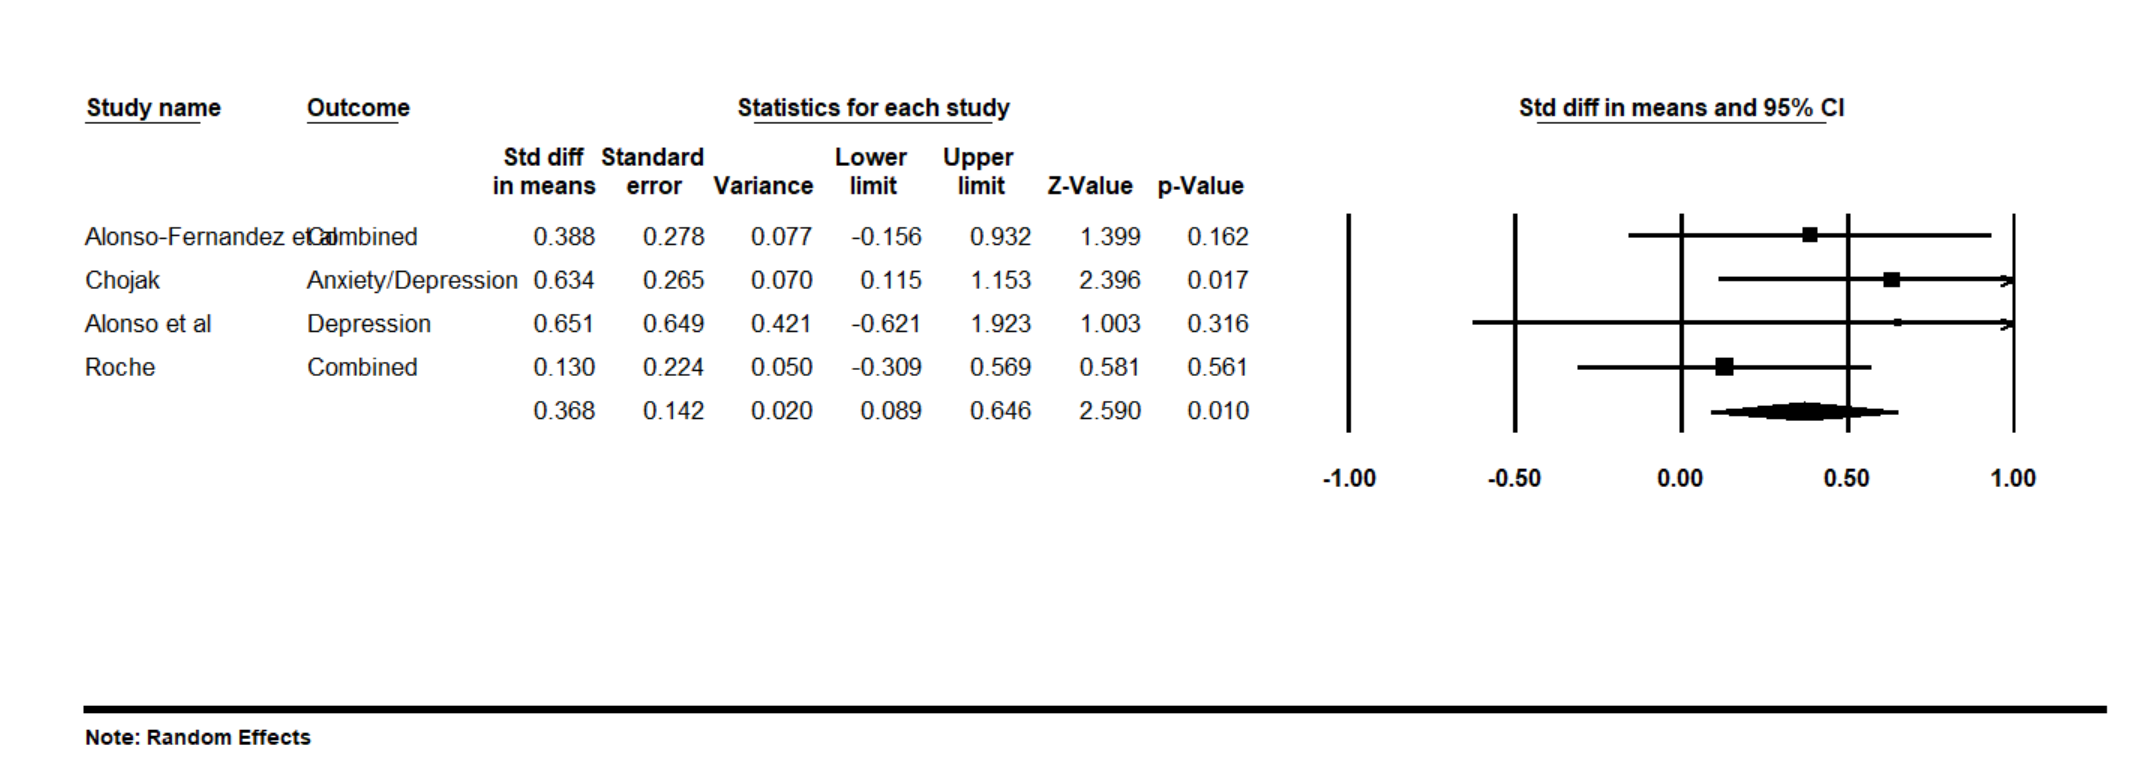 Study name Outcome Statistics for each study Std diff in means and 95% CI
Std diff Standard Lower Upper
in means error Variance limit limit Z-Value p-Value
Alonso-Fernandez et al Combined 0.388 0.278 0.077 -0.156 0.932 1.399 0.162
Chojak Anxiety/Depression 0.634 0.265 0.070 0.115 1.153 2.396 0.017
Alonso et al Depression 0.651 0.649 0.421 -0.621 1.923 1.003 0.316
Roche Combined 0.130 0.224 0.050 -0.309 0.569 0.581 0.561
0.368 0.142 0.020 0.089 0.646 2.590 0.010
-1.00 -0.50 0.00 0.50 1.00
Note: Random Effects